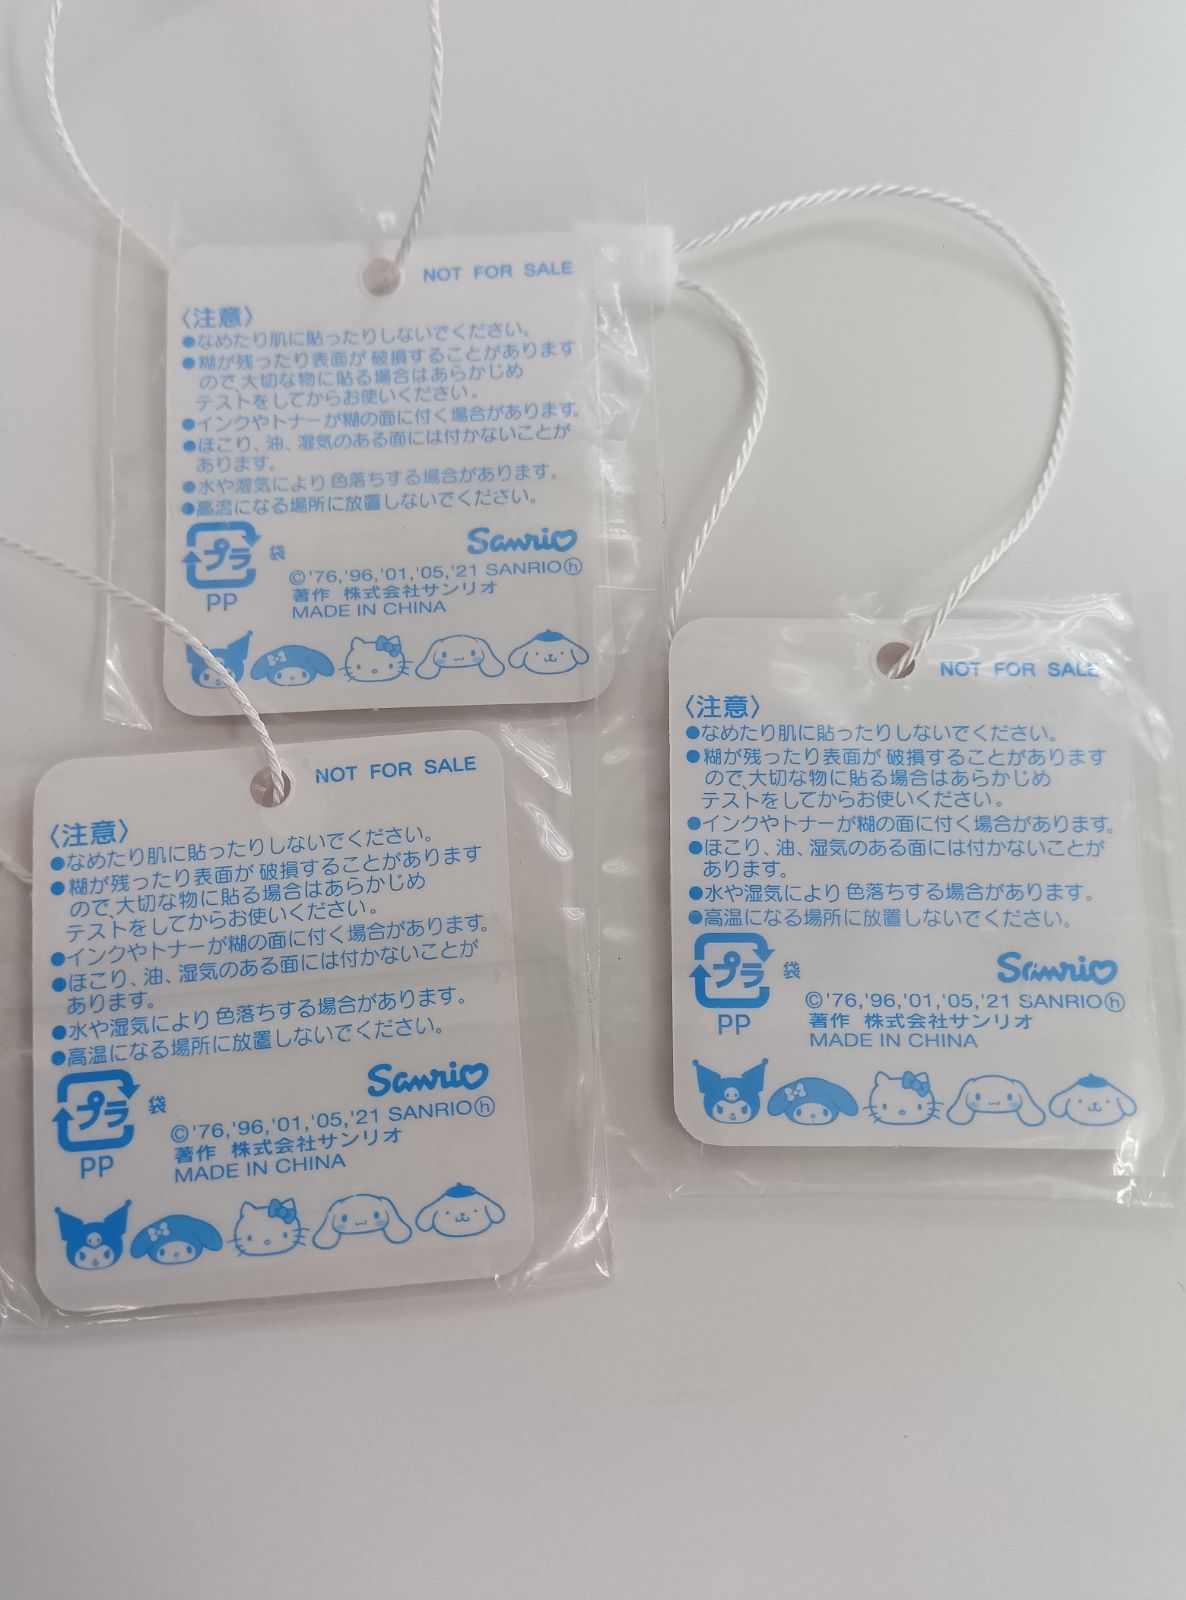 NOT FOR SALE
〈注意〉
●なめたり肌に貼ったりしないでください。
●糊が残ったり表面が破損することがあります
ので、大切な物に貼る場合はあらかじめ
テストをしてからお使いください。
●インクやトナーが糊の面に付く場合があります。
●ほこり、油、湿気のある面には付かないことが
あります。
●水や湿気により色落ちする場合があります。
●高温になる場所に放置しないでください。
プラ 袋
PP
Sanrio
©'76,'96,'01,'05,'21 SANRIO ⓗ
著作 株式会社サンリオ
MADE IN CHINA
NOT FOR SALE
〈注意〉
●なめたり肌に貼ったりしないでください。
●糊が残ったり表面が破損することがあります
ので、大切な物に貼る場合はあらかじめ
テストをしてからお使いください。
●インクやトナーが糊の面に付く場合があります。
●ほこり、油、湿気のある面には付かないことが
あります。
●水や湿気により色落ちする場合があります。
●高温になる場所に放置しないでください。
プラ 袋
PP
Sanrio
©'76,'96,'01,'05,'21 SANRIO ⓗ
著作 株式会社サンリオ
MADE IN CHINA
NOT FOR SALE
〈注意〉
●なめたり肌に貼ったりしないでください。
●糊が残ったり表面が破損することがあります
ので、大切な物に貼る場合はあらかじめ
テストをしてからお使いください。
●インクやトナーが糊の面に付く場合があります。
●ほこり、油、湿気のある面には付かないことが
あります。
●水や湿気により色落ちする場合があります。
●高温になる場所に放置しないでください。
プラ 袋
PP
Sanrio
©'76,'96,'01,'05,'21 SANRIO ⓗ
著作 株式会社サンリオ
MADE IN CHINA